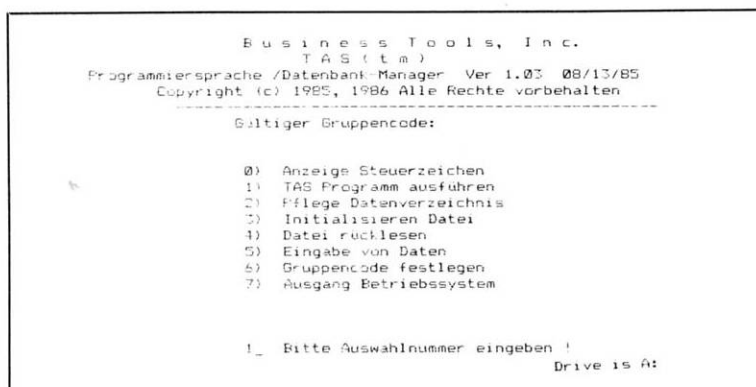 B u s i n e s s  T o o l s ,  I n c .
T A S ( t m )
Programmiersprache /Datenbank-Manager Ver 1.03 08/13/85
Copyright (c) 1985, 1986 Alle Rechte vorbehalten
Gültiger Gruppencode:
0) Anzeige Steuerzeichen
1) TAS Programm ausführen
2) Pflege Datenverzeichnis
3) Initialisieren Datei
4) Datei rücklesen
5) Eingabe von Daten
6) Gruppencode festlegen
7) Ausgang Betriebssystem
!_ Bitte Auswahlnummer eingeben !
Drive is A: